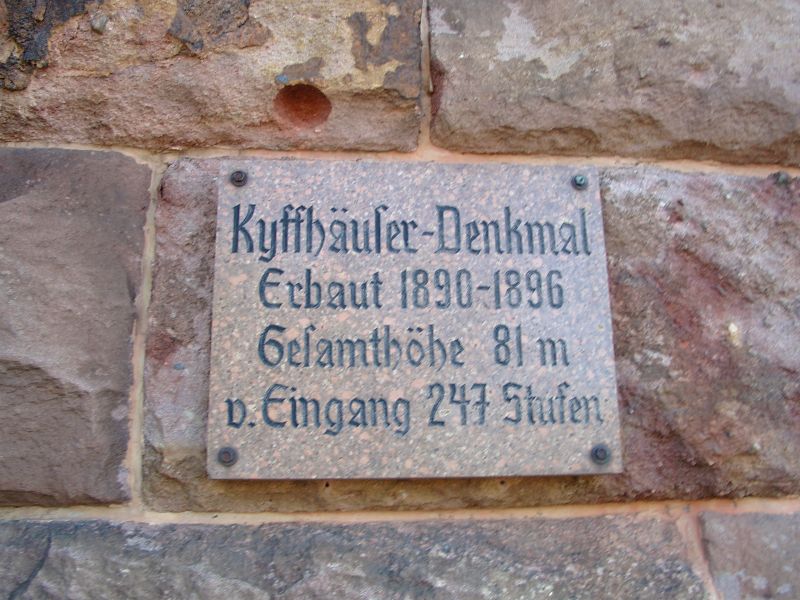 Kyffhäuſer-Denkmal
Erbaut 1890-1896
Geſamthöhe 81 m
v. Eingang 247 Stufen